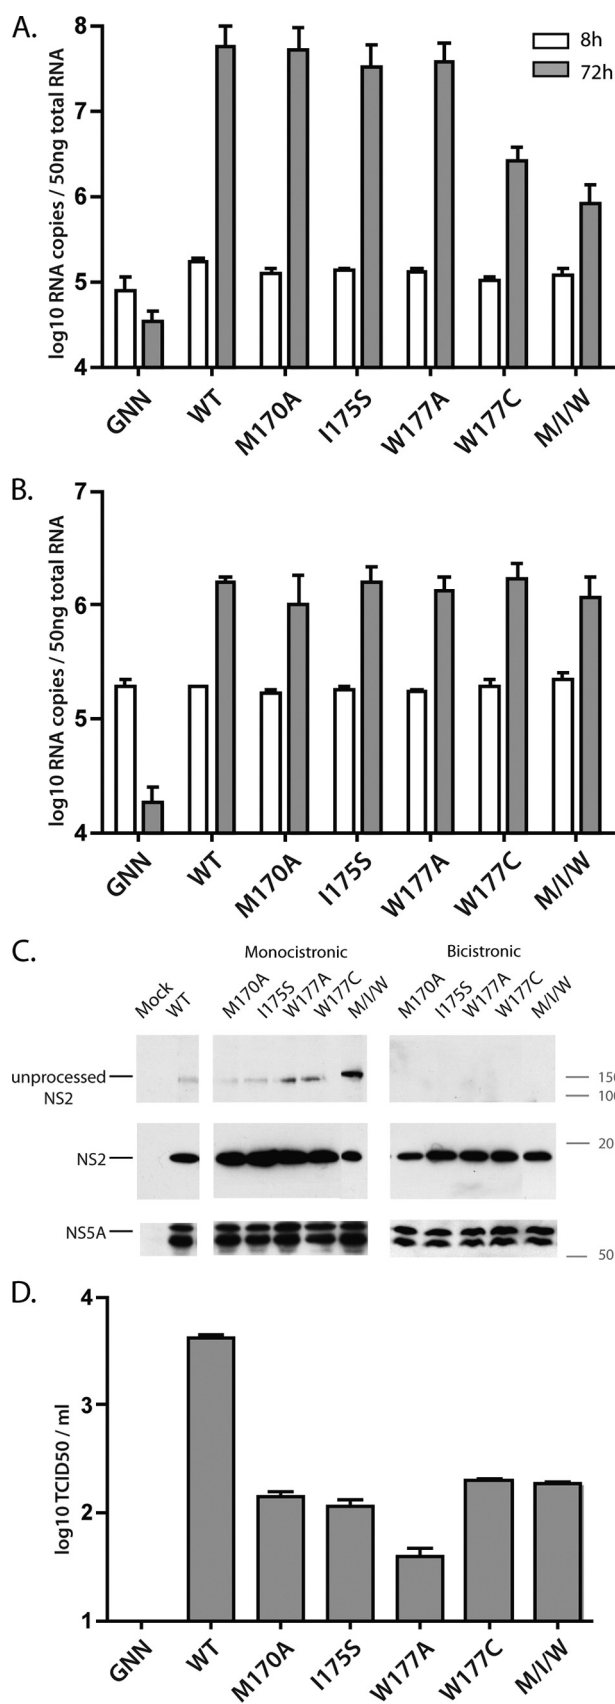 A.
log10 RNA copies / 50ng total RNA
8
7
6
5
4
8h
72h
GNN
WT
M170A
I175S
W177A
W177C
M/I/W
B.
log10 RNA copies / 50ng total RNA
7
6
5
4
GNN
WT
M170A
I175S
W177A
W177C
M/I/W
C.
Monocistronic
Bicistronic
Mock
WT
M170A
I175S
W177A
W177C
M/I/W
M170A
I175S
W177A
W177C
M/I/W
unprocessed
NS2
150
100
NS2
20
NS5A
50
D.
log10 TCID50 / ml
4
3
2
1
GNN
WT
M170A
I175S
W177A
W177C
M/I/W